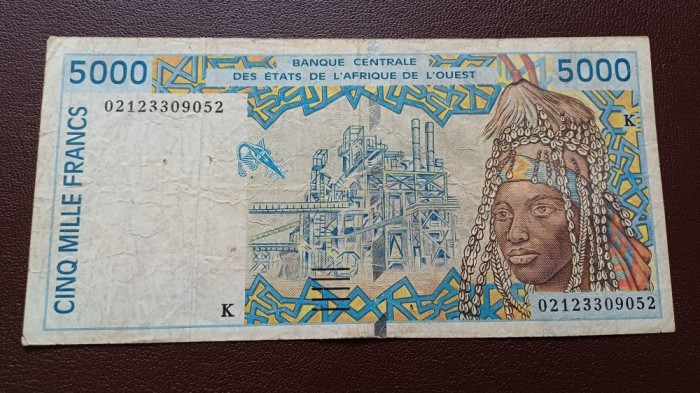 5000
BANQUE CENTRALE
DES ÉTATS DE L'AFRIQUE DE L'OUEST
5000
02123309052
K
CINQ MILLE FRANCS
K
02123309052